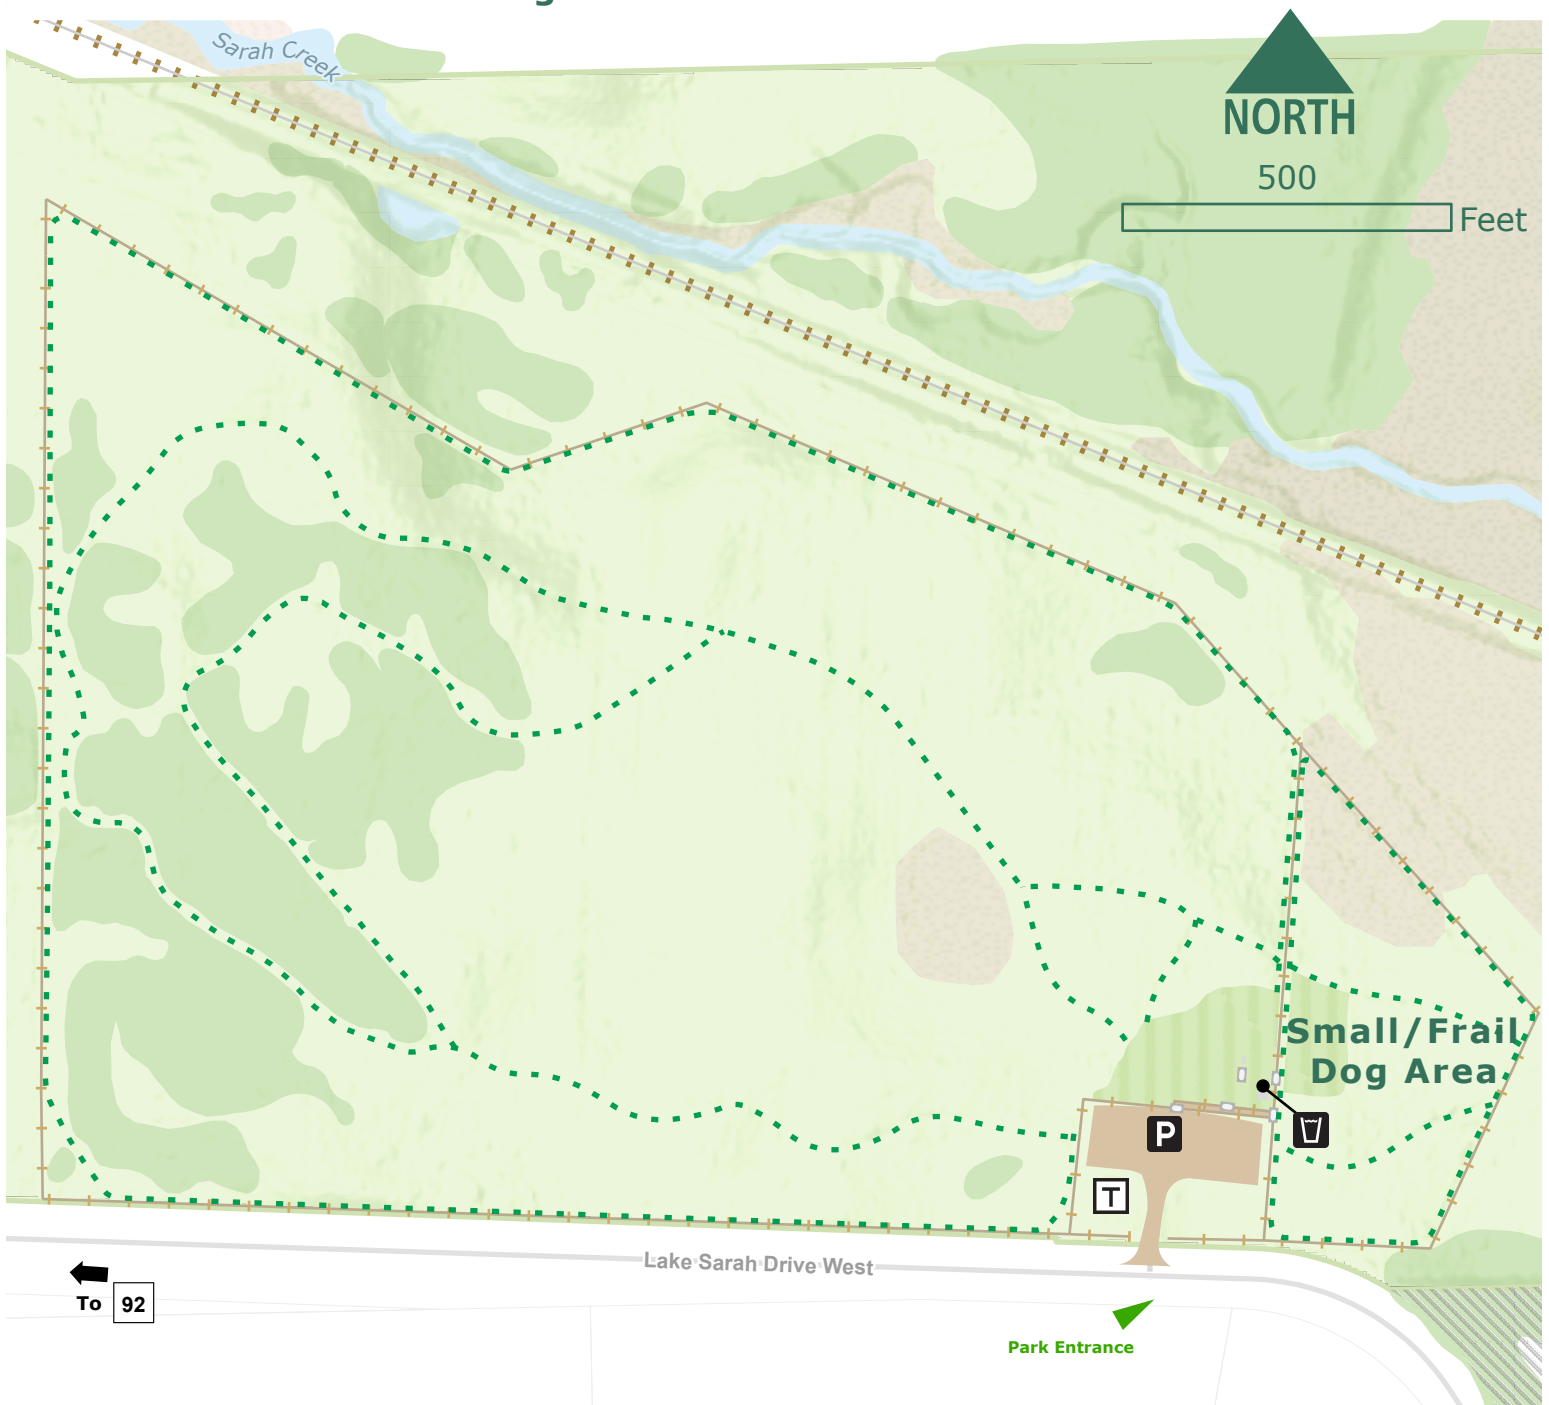 Sarah Creek
NORTH
500
Feet
Small/Frail
Dog Area
P
T
Lake Sarah Drive West
To 92
Park Entrance